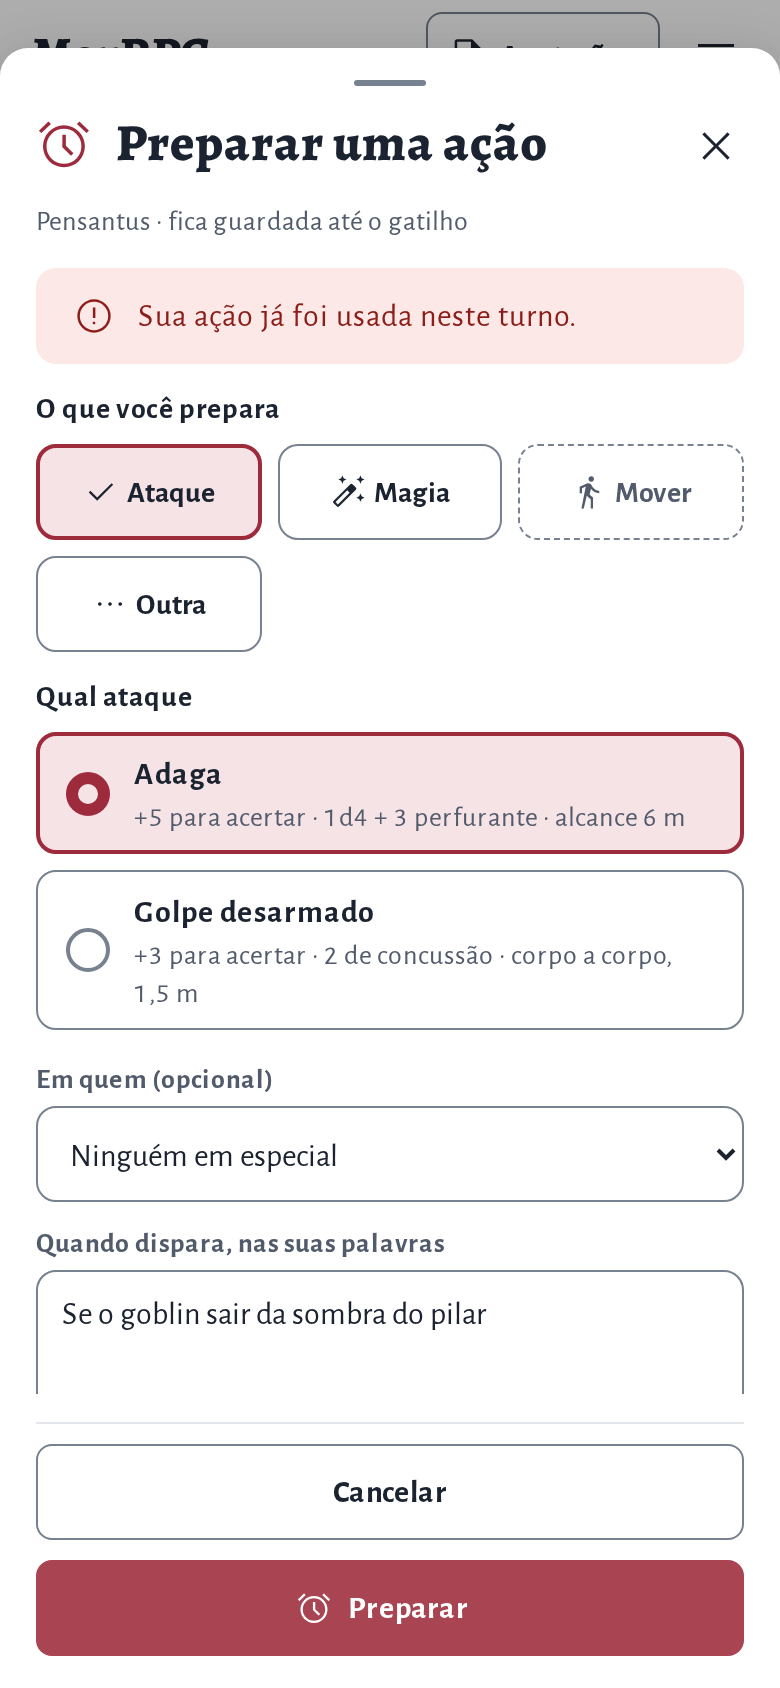 Preparar uma ação
Pensantus · fica guardada até o gatilho
Sua ação já foi usada neste turno.
O que você prepara
Ataque
Magia
Mover
Outra
Qual ataque
Adaga
+5 para acertar · 1d4 + 3 perfurante · alcance 6 m
Golpe desarmado
+3 para acertar · 2 de concussão · corpo a corpo,
1,5 m
Em quem (opcional)
Ninguém em especial
Quando dispara, nas suas palavras
Se o goblin sair da sombra do pilar
Cancelar
Preparar